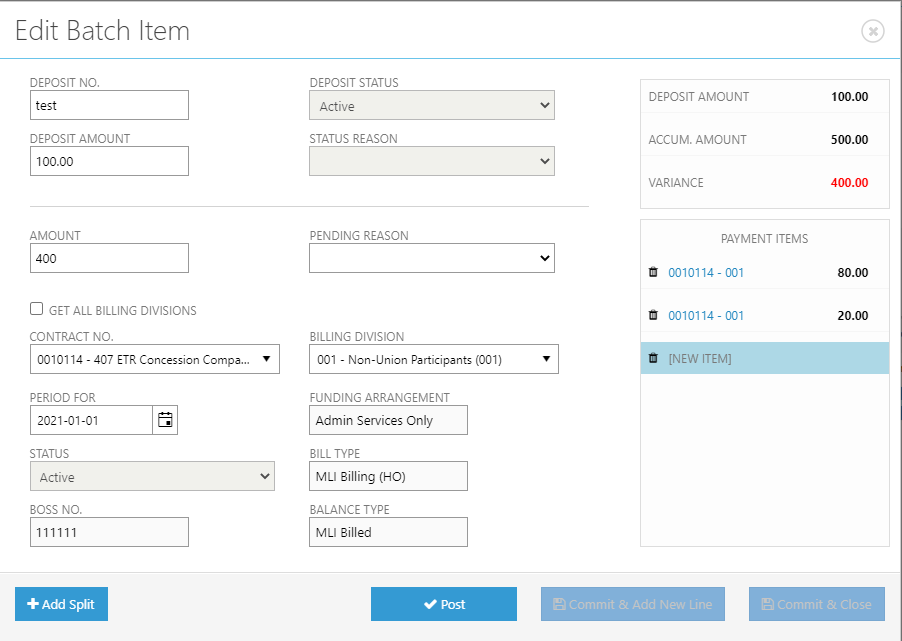 Edit Batch Item
DEPOSIT NO.
test
DEPOSIT STATUS
Active
DEPOSIT AMOUNT
100.00
STATUS REASON
AMOUNT
400
PENDING REASON
GET ALL BILLING DIVISIONS
CONTRACT NO.
0010114 - 407 ETR Concession Compa...
BILLING DIVISION
001 - Non-Union Participants (001)
PERIOD FOR
2021-01-01
FUNDING ARRANGEMENT
Admin Services Only
STATUS
Active
BILL TYPE
MLI Billing (HO)
BOSS NO.
111111
BALANCE TYPE
MLI Billed
DEPOSIT AMOUNT 100.00
ACCUM. AMOUNT 500.00
VARIANCE 400.00
PAYMENT ITEMS
0010114 - 001 80.00
0010114 - 001 20.00
[NEW ITEM]
Add Split
Post
Commit & Add New Line
Commit & Close